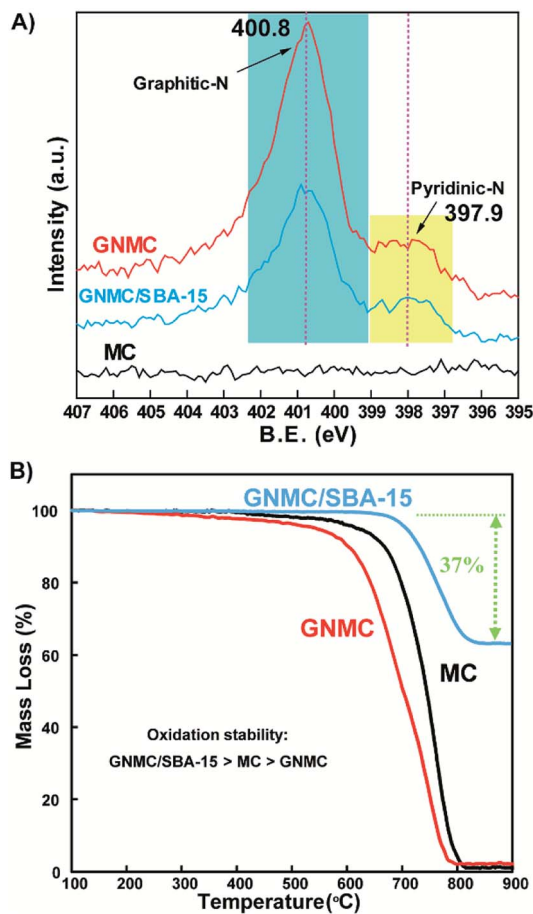 A)
400.8
Graphitic-N
Pyridinic-N
397.9
GNMC
GNMC/SBA-15
MC
Intensity (a.u.)
407 406 405 404 403 402 401 400 399 398 397 396 395
B.E. (eV)
B)
GNMC/SBA-15
37%
GNMC
MC
Oxidation stability:
GNMC/SBA-15 > MC > GNMC
Mass Loss (%)
100
80
60
40
20
0
100 200 300 400 500 600 700 800 900
Temperature(°C)